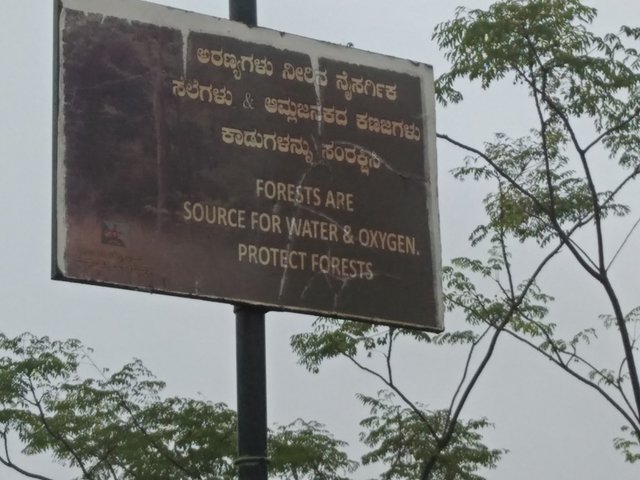 ಅರಣ್ಯಗಳು ನೀರಿನ ನೈಸರ್ಗಿಕ
ಸೆಲೆಗಳು & ಆಮ್ಲಜನಕದ ಕಣಜಗಳು
ಕಾಡುಗಳನ್ನು ಸಂರಕ್ಷಿಸಿ
FORESTS ARE
SOURCE FOR WATER & OXYGEN.
PROTECT FORESTS